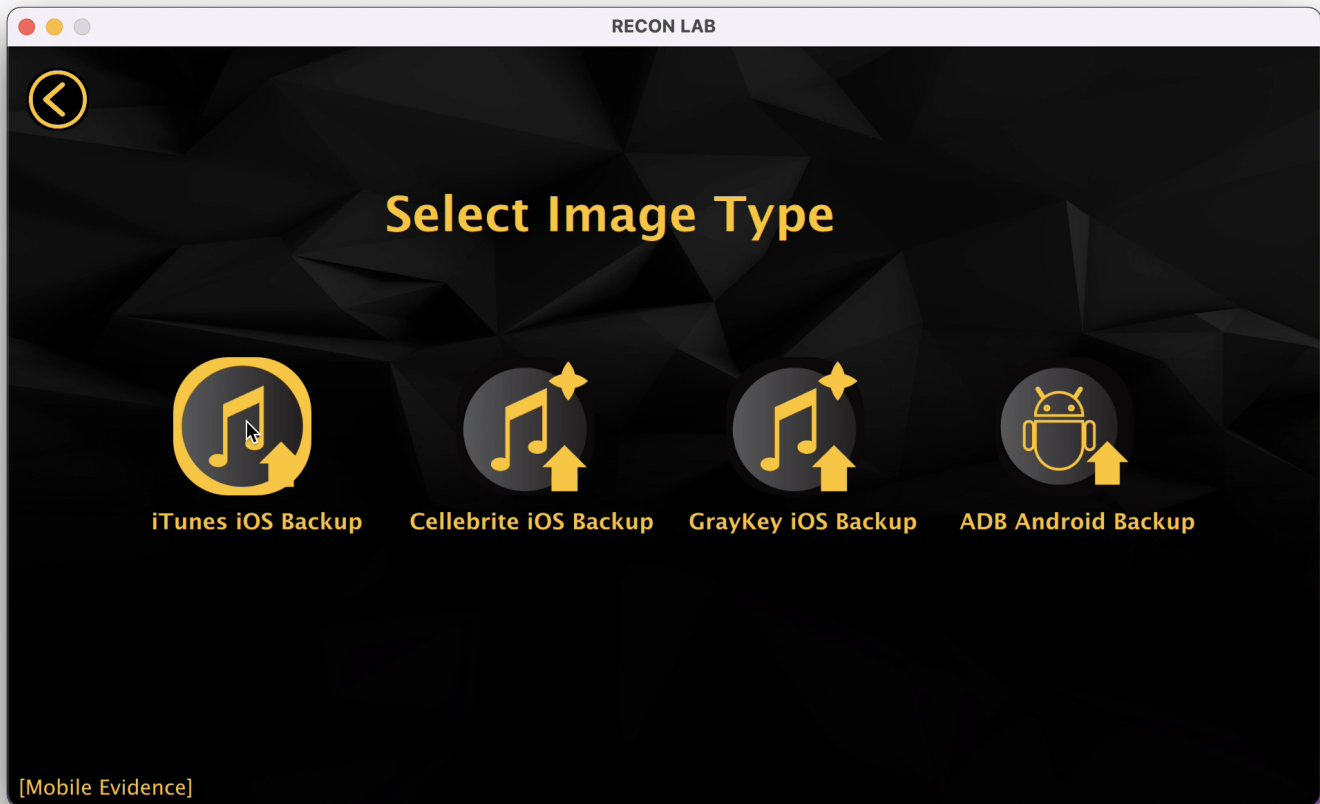 RECON LAB
Select Image Type
iTunes iOS Backup
Cellebrite iOS Backup
GrayKey iOS Backup
ADB Android Backup
[Mobile Evidence]